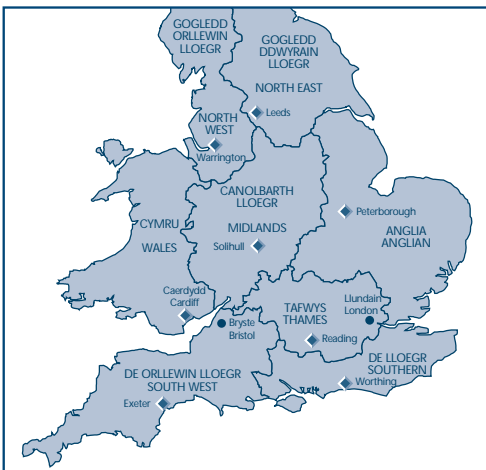 GOGLEDD
ORLLEWIN
LLOEGR
GOGLEDD
DDWYRAIN
LLOEGR
NORTH EAST
Leeds
NORTH
WEST
Warrington
CANOLBARTH
LLOEGR
MIDLANDS
Solihull
Peterborough
ANGLIA
ANGLIAN
CYMRU
WALES
Caerdydd
Cardiff
Bryste
Bristol
TAFWYS
THAMES
Llundain
London
Reading
DE LLOEGR
SOUTHERN
Worthing
DE ORLLEWIN LLOEGR
SOUTH WEST
Exeter